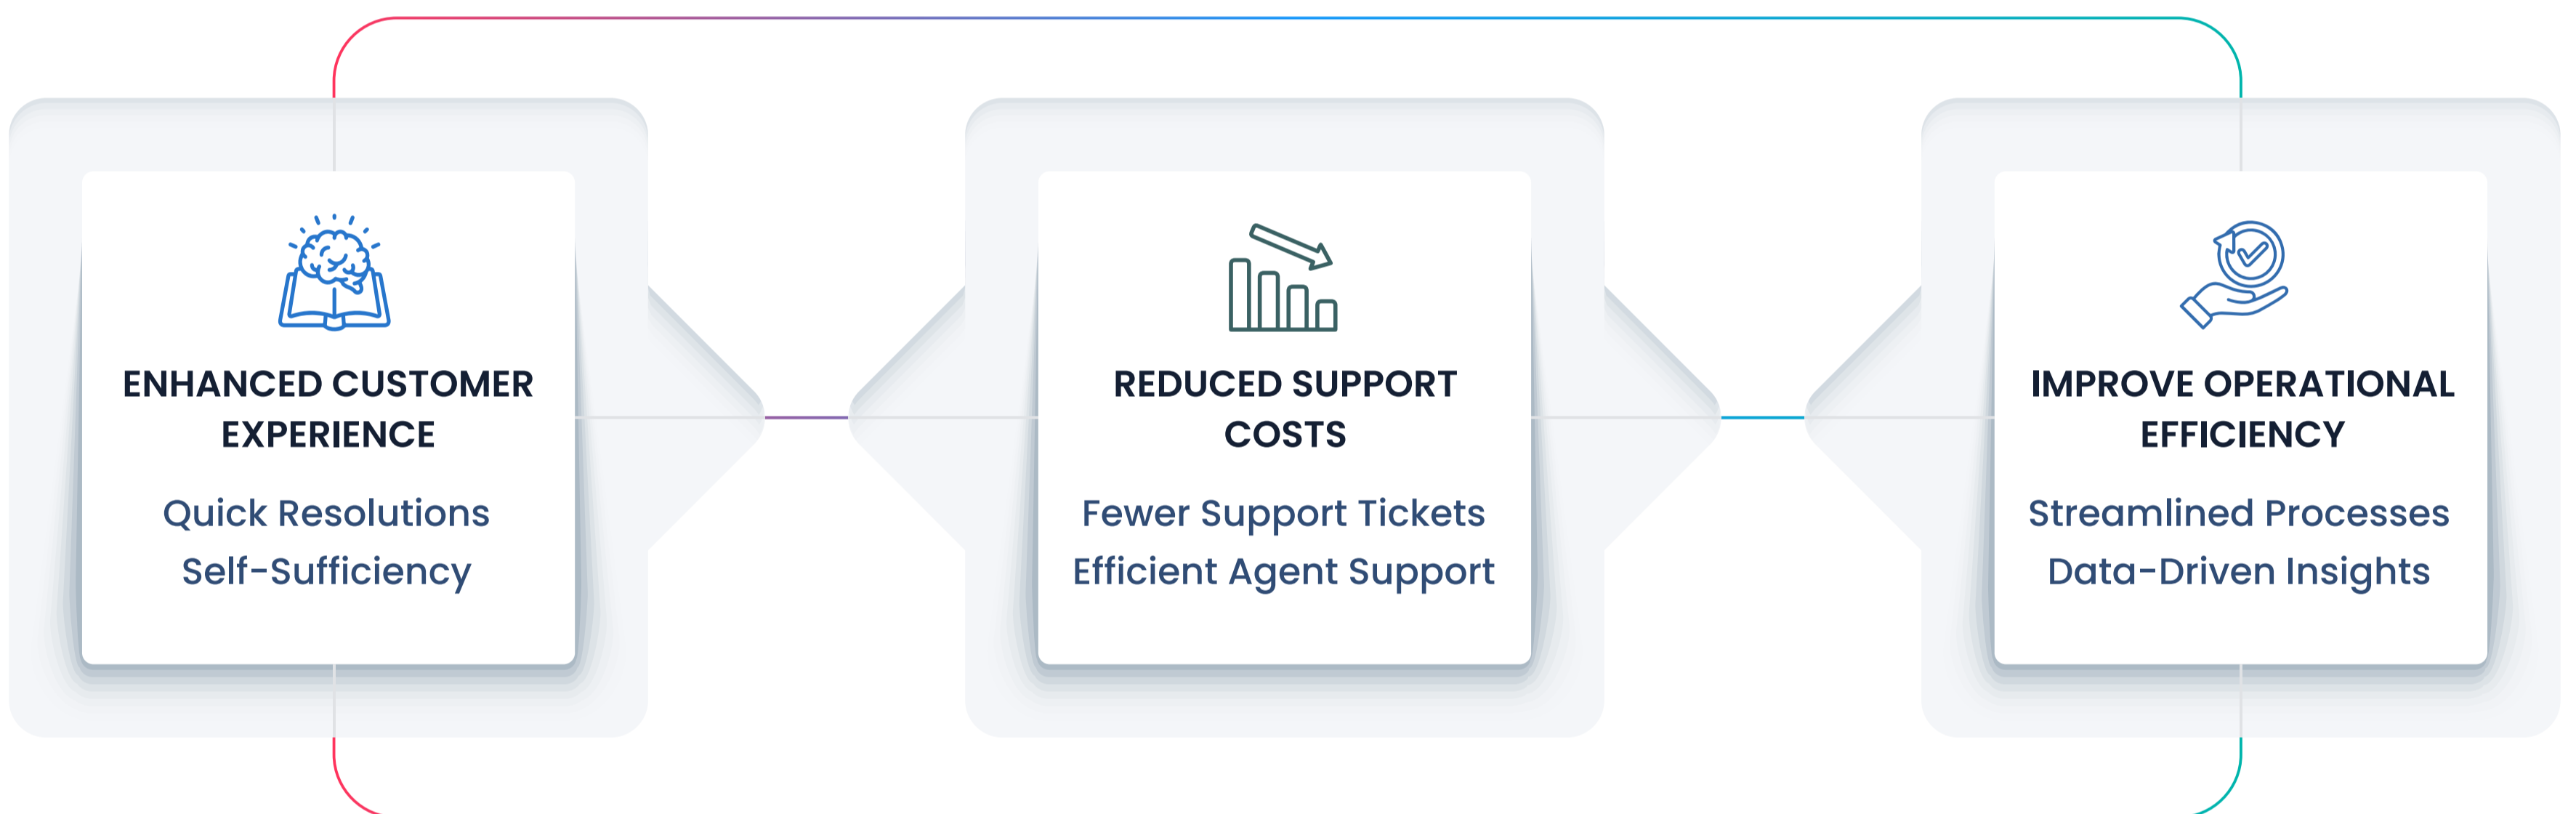 ENHANCED CUSTOMER
EXPERIENCE
Quick Resolutions
Self-Sufficiency
REDUCED SUPPORT
COSTS
Fewer Support Tickets
Efficient Agent Support
IMPROVE OPERATIONAL
EFFICIENCY
Streamlined Processes
Data-Driven Insights